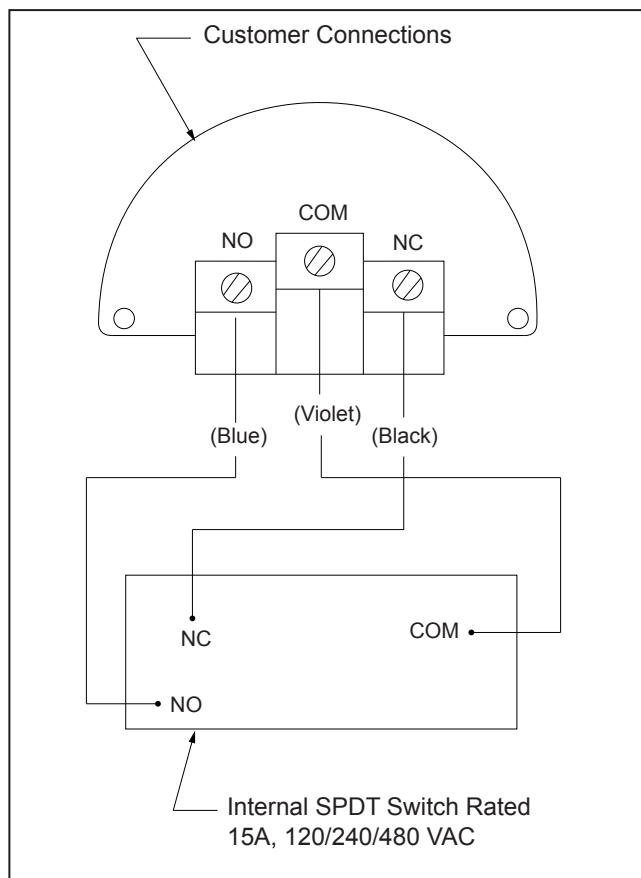 Customer Connections
COM
NO
NC
(Violet)
(Blue)
(Black)
NC
COM
NO
Internal SPDT Switch Rated
15A, 120/240/480 VAC